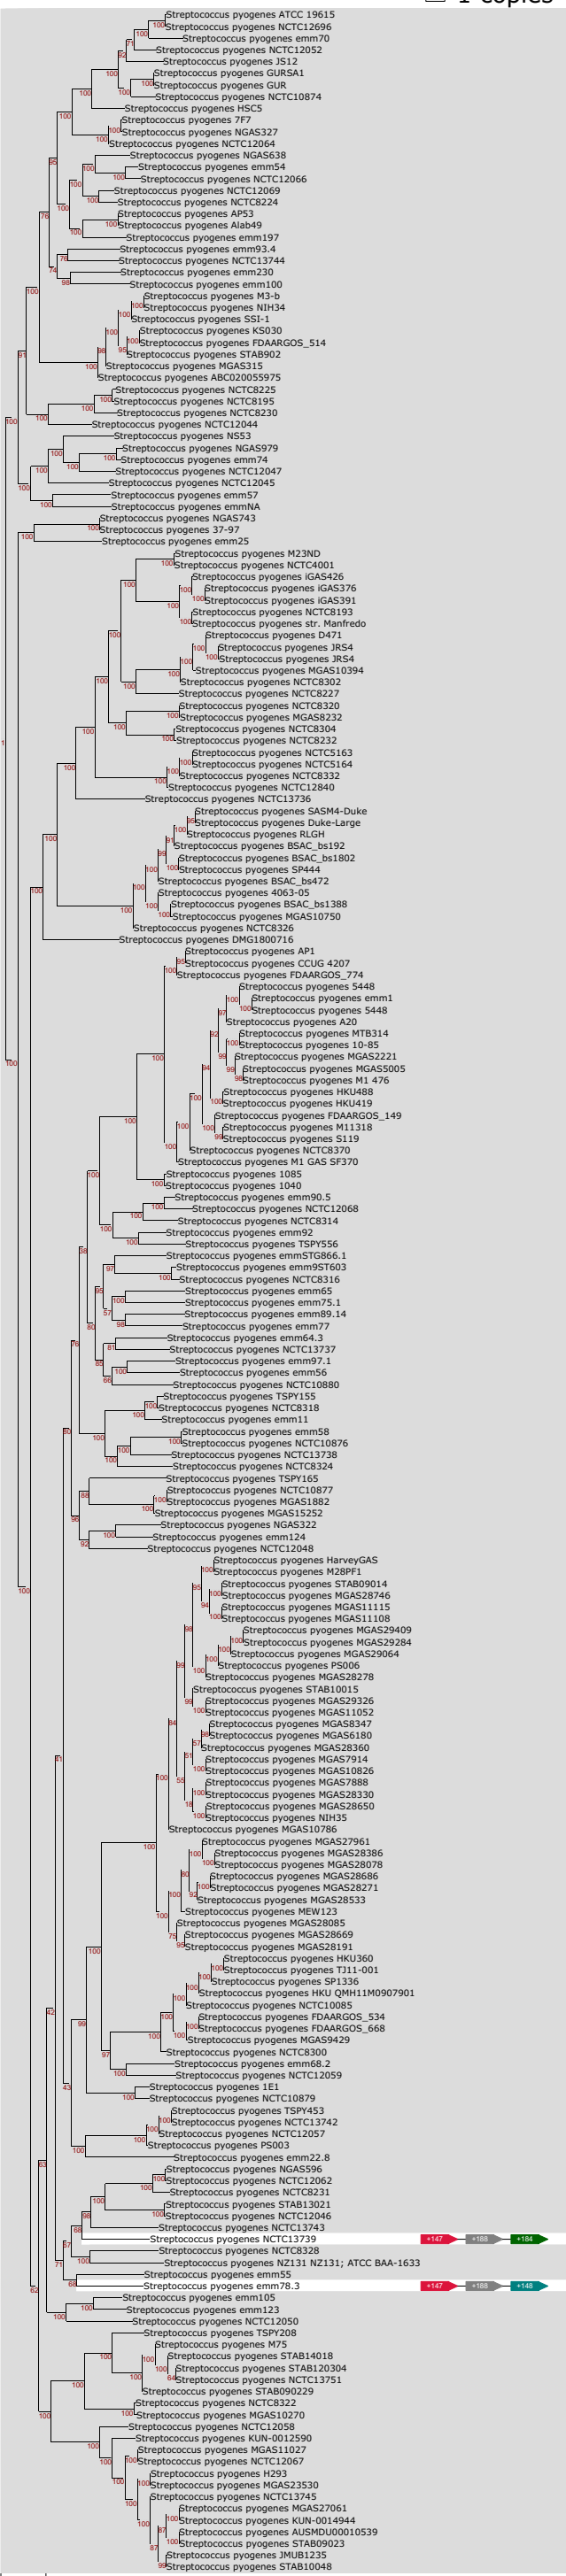 1 copies
Streptococcus pyogenes ATCC 19615
Streptococcus pyogenes NCTC12696
Streptococcus pyogenes emm70
Streptococcus pyogenes NCTC12052
Streptococcus pyogenes JS12
Streptococcus pyogenes GURSA1
Streptococcus pyogenes GUR
Streptococcus pyogenes NCTC10874
Streptococcus pyogenes HSC5
Streptococcus pyogenes 7F7
Streptococcus pyogenes NGAS327
Streptococcus pyogenes NCTC12064
Streptococcus pyogenes NGAS638
Streptococcus pyogenes emm54
Streptococcus pyogenes NCTC12066
Streptococcus pyogenes NCTC12069
Streptococcus pyogenes NCTC8224
Streptococcus pyogenes AP53
Streptococcus pyogenes Alab49
Streptococcus pyogenes emm197
Streptococcus pyogenes emm93.4
Streptococcus pyogenes NCTC13744
Streptococcus pyogenes emm230
Streptococcus pyogenes emm100
Streptococcus pyogenes M3-b
Streptococcus pyogenes NIH34
Streptococcus pyogenes SSI-1
Streptococcus pyogenes KS030
Streptococcus pyogenes FDAARGOS_514
Streptococcus pyogenes STAB902
Streptococcus pyogenes MGAS315
Streptococcus pyogenes ABC020055975
Streptococcus pyogenes NCTC8225
Streptococcus pyogenes NCTC8195
Streptococcus pyogenes NCTC8230
Streptococcus pyogenes NCTC12044
Streptococcus pyogenes NS53
Streptococcus pyogenes NGAS979
Streptococcus pyogenes emm74
Streptococcus pyogenes NCTC12047
Streptococcus pyogenes NCTC12045
Streptococcus pyogenes emm57
Streptococcus pyogenes emmNA
Streptococcus pyogenes NGAS743
Streptococcus pyogenes 37-97
Streptococcus pyogenes emm25
Streptococcus pyogenes M23ND
Streptococcus pyogenes NCTC4001
Streptococcus pyogenes iGAS426
Streptococcus pyogenes iGAS376
Streptococcus pyogenes iGAS391
Streptococcus pyogenes NCTC8193
Streptococcus pyogenes str. Manfredo
Streptococcus pyogenes D471
Streptococcus pyogenes JRS4
Streptococcus pyogenes JRS4
Streptococcus pyogenes MGAS10394
Streptococcus pyogenes NCTC8302
Streptococcus pyogenes NCTC8227
Streptococcus pyogenes NCTC8320
Streptococcus pyogenes MGAS8232
Streptococcus pyogenes NCTC8304
Streptococcus pyogenes NCTC8232
Streptococcus pyogenes NCTC5163
Streptococcus pyogenes NCTC5164
Streptococcus pyogenes NCTC8332
Streptococcus pyogenes NCTC12840
Streptococcus pyogenes NCTC13736
Streptococcus pyogenes SASM4-Duke
Streptococcus pyogenes Duke-Large
Streptococcus pyogenes RLGH
Streptococcus pyogenes BSAC_bs192
Streptococcus pyogenes BSAC_bs1802
Streptococcus pyogenes SP444
Streptococcus pyogenes BSAC_bs472
Streptococcus pyogenes 4063-05
Streptococcus pyogenes BSAC_bs1388
Streptococcus pyogenes MGAS10750
Streptococcus pyogenes NCTC8326
Streptococcus pyogenes DMG1800716
Streptococcus pyogenes AP1
Streptococcus pyogenes CCUG 4207
Streptococcus pyogenes FDAARGOS_774
Streptococcus pyogenes 5448
Streptococcus pyogenes emm1
Streptococcus pyogenes 5448
Streptococcus pyogenes A20
Streptococcus pyogenes MTB314
Streptococcus pyogenes 10-85
Streptococcus pyogenes MGAS2221
Streptococcus pyogenes MGAS5005
Streptococcus pyogenes M1 476
Streptococcus pyogenes HKU488
Streptococcus pyogenes HKU419
Streptococcus pyogenes FDAARGOS_149
Streptococcus pyogenes M11318
Streptococcus pyogenes S119
Streptococcus pyogenes NCTC8370
Streptococcus pyogenes M1 GAS SF370
Streptococcus pyogenes 1085
Streptococcus pyogenes 1040
Streptococcus pyogenes emm90.5
Streptococcus pyogenes NCTC12068
Streptococcus pyogenes NCTC8314
Streptococcus pyogenes emm92
Streptococcus pyogenes TSPY556
Streptococcus pyogenes emmSTG866.1
Streptococcus pyogenes emm9ST603
Streptococcus pyogenes NCTC8316
Streptococcus pyogenes emm65
Streptococcus pyogenes emm75.1
Streptococcus pyogenes emm89.14
Streptococcus pyogenes emm77
Streptococcus pyogenes emm64.3
Streptococcus pyogenes NCTC13737
Streptococcus pyogenes emm97.1
Streptococcus pyogenes emm56
Streptococcus pyogenes NCTC10880
Streptococcus pyogenes TSPY155
Streptococcus pyogenes NCTC8318
Streptococcus pyogenes emm11
Streptococcus pyogenes emm58
Streptococcus pyogenes NCTC10876
Streptococcus pyogenes NCTC13738
Streptococcus pyogenes NCTC8324
Streptococcus pyogenes TSPY165
Streptococcus pyogenes NCTC10877
Streptococcus pyogenes MGAS1882
Streptococcus pyogenes MGAS15252
Streptococcus pyogenes NGAS322
Streptococcus pyogenes emm124
Streptococcus pyogenes NCTC12048
Streptococcus pyogenes HarveyGAS
Streptococcus pyogenes M28PF1
Streptococcus pyogenes STAB09014
Streptococcus pyogenes MGAS28746
Streptococcus pyogenes MGAS11115
Streptococcus pyogenes MGAS11108
Streptococcus pyogenes MGAS29409
Streptococcus pyogenes MGAS29284
Streptococcus pyogenes MGAS29064
Streptococcus pyogenes PS006
Streptococcus pyogenes MGAS28278
Streptococcus pyogenes STAB10015
Streptococcus pyogenes MGAS29326
Streptococcus pyogenes MGAS11052
Streptococcus pyogenes MGAS8347
Streptococcus pyogenes MGAS6180
Streptococcus pyogenes MGAS28360
Streptococcus pyogenes MGAS7914
Streptococcus pyogenes MGAS10826
Streptococcus pyogenes MGAS7888
Streptococcus pyogenes MGAS28330
Streptococcus pyogenes MGAS28650
Streptococcus pyogenes NIH35
Streptococcus pyogenes MGAS10786
Streptococcus pyogenes MGAS27961
Streptococcus pyogenes MGAS28386
Streptococcus pyogenes MGAS28078
Streptococcus pyogenes MGAS28686
Streptococcus pyogenes MGAS28271
Streptococcus pyogenes MGAS28533
Streptococcus pyogenes MEW123
Streptococcus pyogenes MGAS28085
Streptococcus pyogenes MGAS28669
Streptococcus pyogenes MGAS28191
Streptococcus pyogenes HKU360
Streptococcus pyogenes TJ11-001
Streptococcus pyogenes SP1336
Streptococcus pyogenes HKU QMH11M0907901
Streptococcus pyogenes NCTC10085
Streptococcus pyogenes FDAARGOS_534
Streptococcus pyogenes FDAARGOS_668
Streptococcus pyogenes MGAS9429
Streptococcus pyogenes NCTC8300
Streptococcus pyogenes emm68.2
Streptococcus pyogenes NCTC12059
Streptococcus pyogenes 1E1
Streptococcus pyogenes NCTC10879
Streptococcus pyogenes TSPY453
Streptococcus pyogenes NCTC13742
Streptococcus pyogenes NCTC12057
Streptococcus pyogenes PS003
Streptococcus pyogenes emm22.8
Streptococcus pyogenes NGAS596
Streptococcus pyogenes NCTC12062
Streptococcus pyogenes NCTC8231
Streptococcus pyogenes STAB13021
Streptococcus pyogenes NCTC12046
Streptococcus pyogenes NCTC13743
Streptococcus pyogenes NCTC13739 +147 +188 +184
Streptococcus pyogenes NCTC8328
Streptococcus pyogenes NZ131 NZ131; ATCC BAA-1633
Streptococcus pyogenes emm55
Streptococcus pyogenes emm78.3 +147 +188 +148
Streptococcus pyogenes emm105
Streptococcus pyogenes emm123
Streptococcus pyogenes NCTC12050
Streptococcus pyogenes TSPY208
Streptococcus pyogenes M75
Streptococcus pyogenes STAB14018
Streptococcus pyogenes STAB120304
Streptococcus pyogenes NCTC13751
Streptococcus pyogenes STAB090229
Streptococcus pyogenes NCTC8322
Streptococcus pyogenes MGAS10270
Streptococcus pyogenes NCTC12058
Streptococcus pyogenes KUN-0012590
Streptococcus pyogenes MGAS11027
Streptococcus pyogenes NCTC12067
Streptococcus pyogenes H293
Streptococcus pyogenes MGAS23530
Streptococcus pyogenes NCTC13745
Streptococcus pyogenes MGAS27061
Streptococcus pyogenes KUN-0014944
Streptococcus pyogenes AUSMDU00010539
Streptococcus pyogenes STAB09023
Streptococcus pyogenes JMUB1235
Streptococcus pyogenes STAB10048